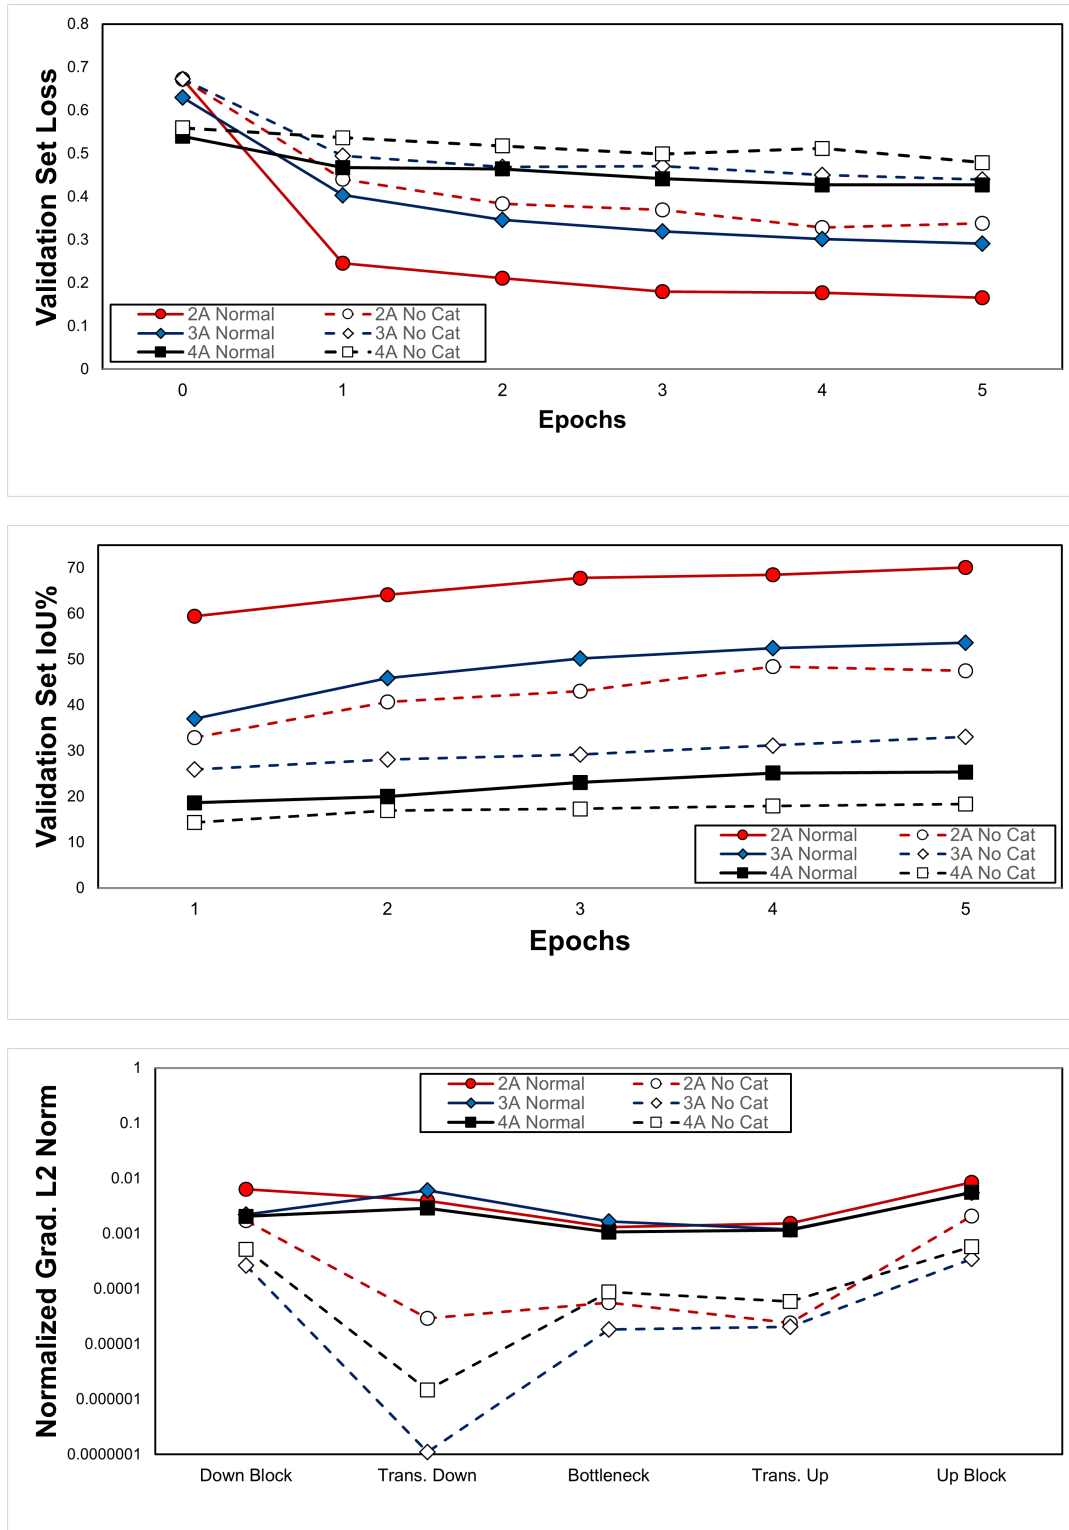 0.8
0.7
0.6
0.5
0.4
0.3
0.2
0.1
0
Validation Set Loss
2A Normal 2A No Cat
3A Normal 3A No Cat
4A Normal 4A No Cat
0 1 2 3 4 5
Epochs
70
60
50
40
30
20
10
0
Validation Set IoU%
2A Normal 2A No Cat
3A Normal 3A No Cat
4A Normal 4A No Cat
1 2 3 4 5
Epochs
1
0.1
0.01
0.001
0.0001
0.00001
0.000001
0.0000001
Normalized Grad. L2 Norm
2A Normal 2A No Cat
3A Normal 3A No Cat
4A Normal 4A No Cat
Down Block Trans. Down Bottleneck Trans. Up Up Block